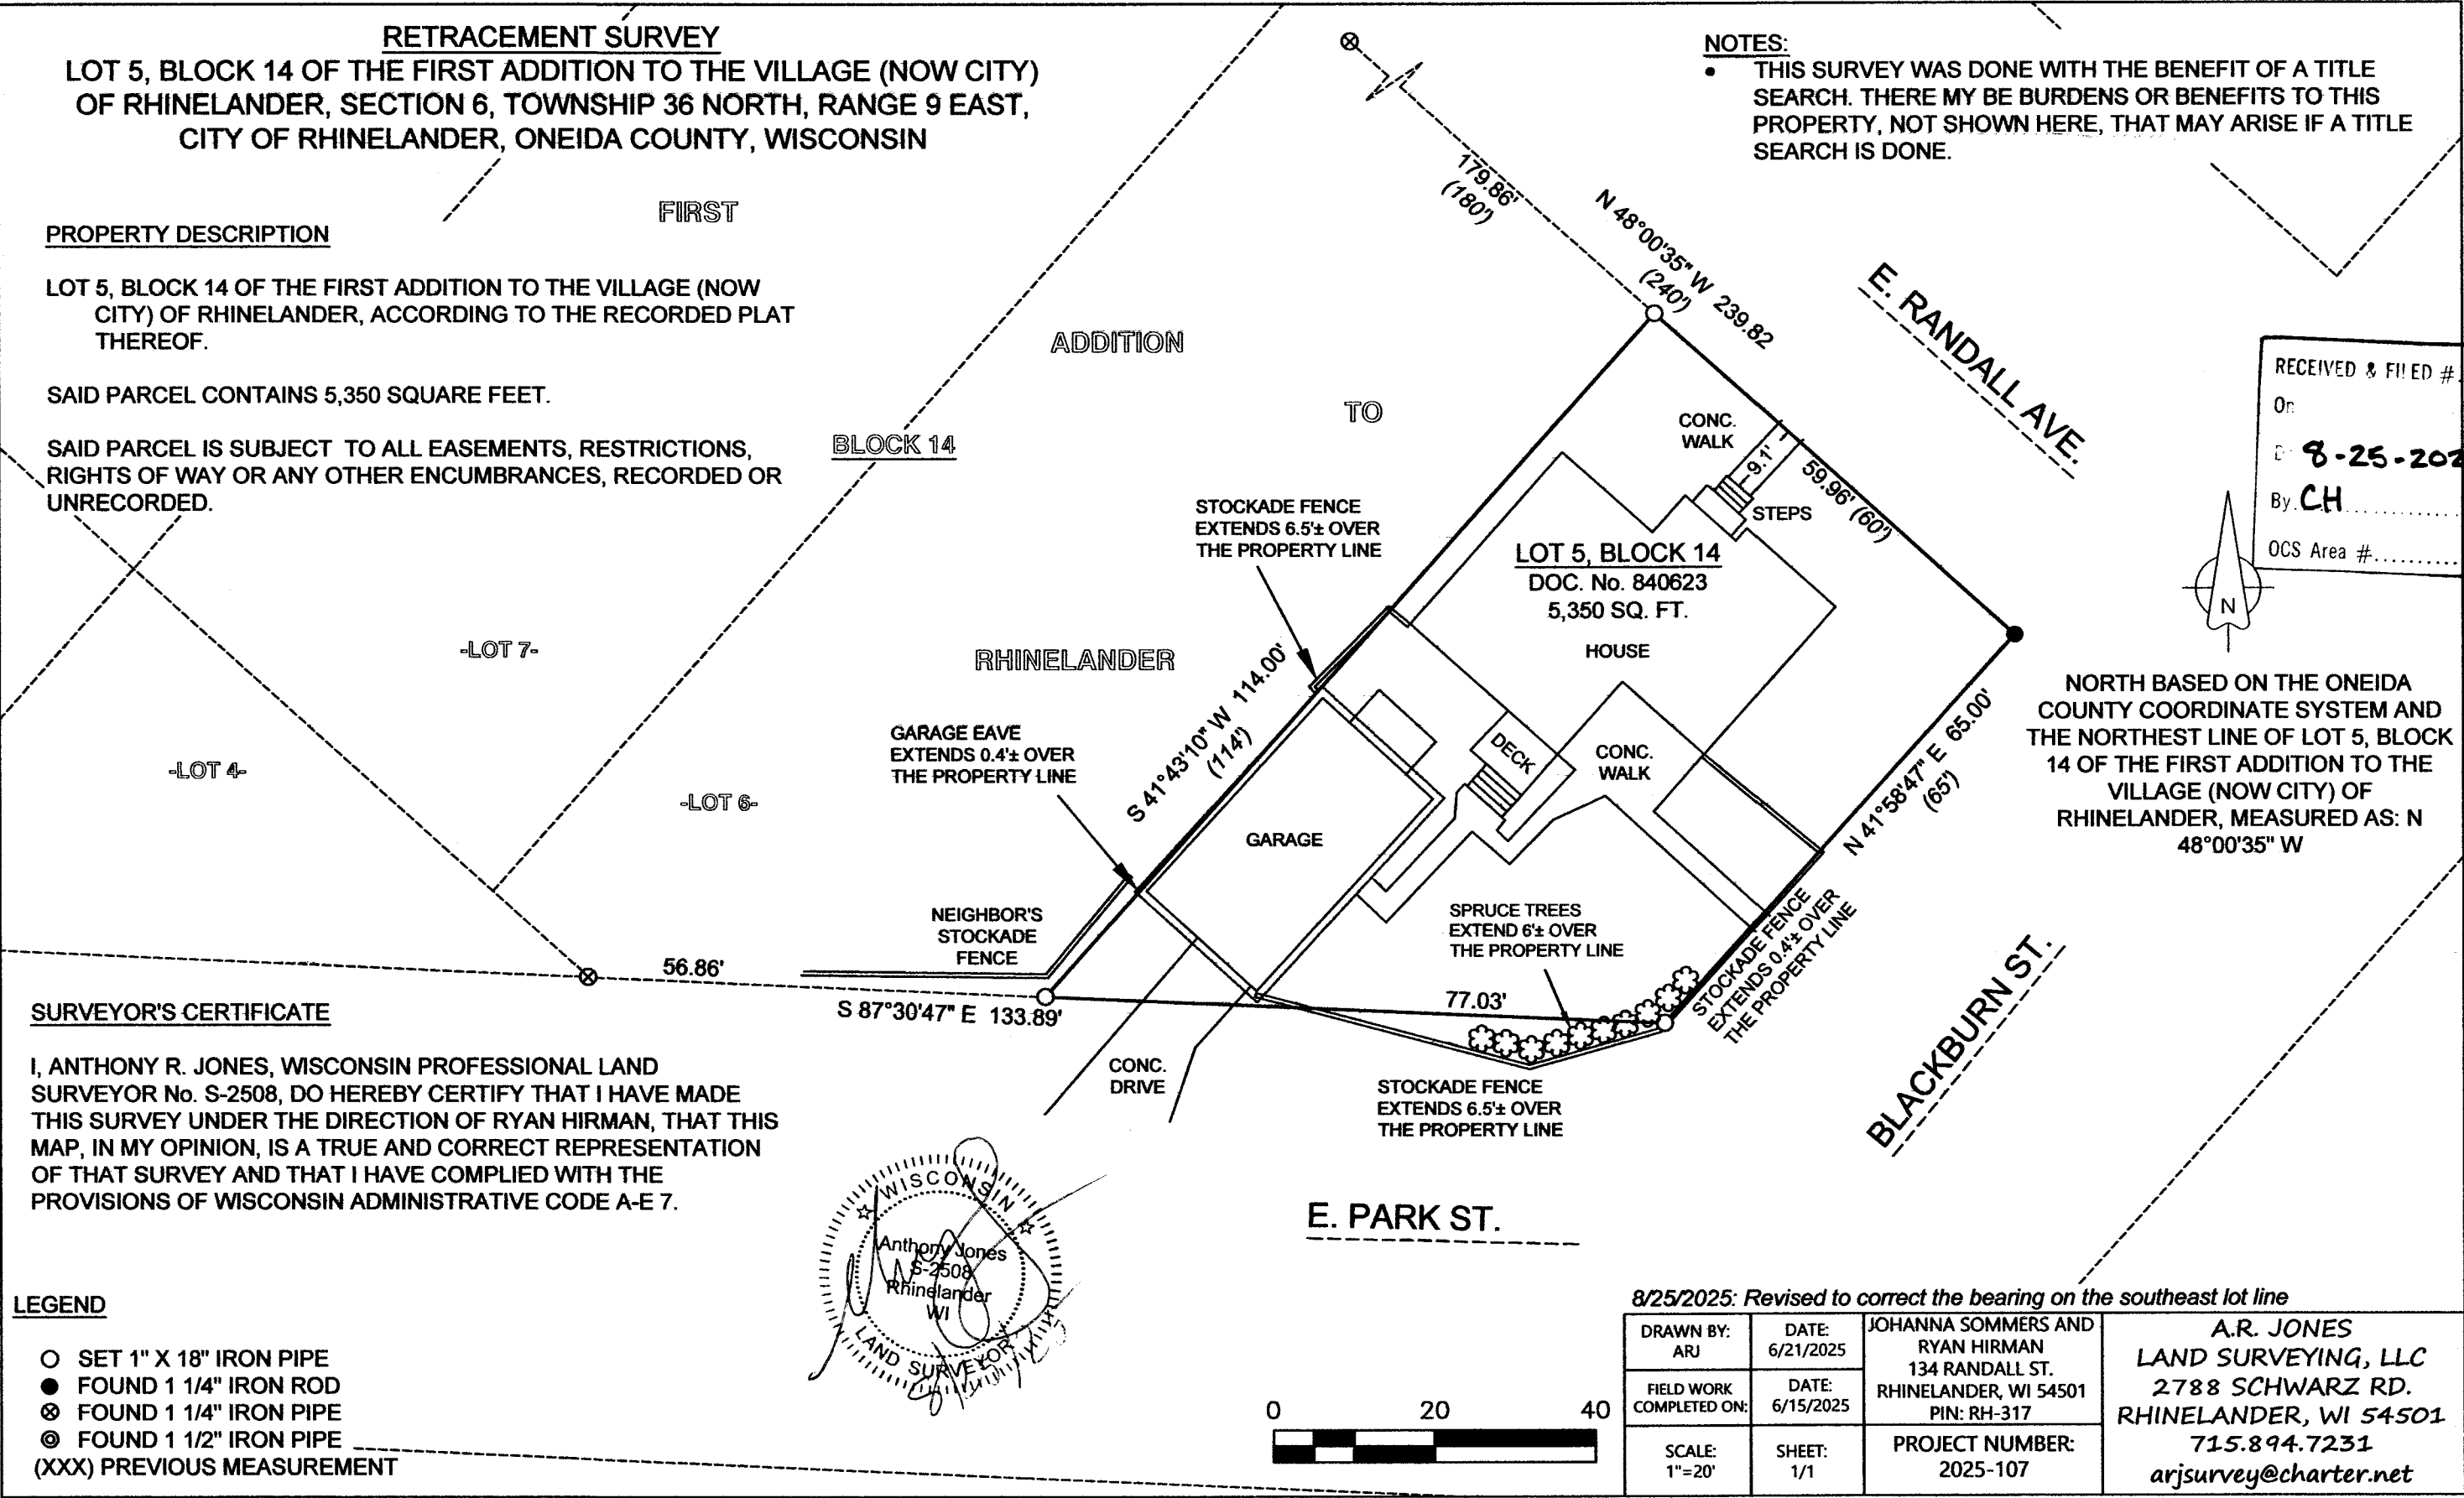 RETRACEMENT SURVEY
LOT 5, BLOCK 14 OF THE FIRST ADDITION TO THE VILLAGE (NOW CITY)
OF RHINELANDER, SECTION 6, TOWNSHIP 36 NORTH, RANGE 9 EAST,
CITY OF RHINELANDER, ONEIDA COUNTY, WISCONSIN
NOTES:
• THIS SURVEY WAS DONE WITH THE BENEFIT OF A TITLE
SEARCH. THERE MY BE BURDENS OR BENEFITS TO THIS
PROPERTY, NOT SHOWN HERE, THAT MAY ARISE IF A TITLE
SEARCH IS DONE.
PROPERTY DESCRIPTION
LOT 5, BLOCK 14 OF THE FIRST ADDITION TO THE VILLAGE (NOW
CITY) OF RHINELANDER, ACCORDING TO THE RECORDED PLAT
THEREOF.
SAID PARCEL CONTAINS 5,350 SQUARE FEET.
SAID PARCEL IS SUBJECT TO ALL EASEMENTS, RESTRICTIONS,
RIGHTS OF WAY OR ANY OTHER ENCUMBRANCES, RECORDED OR
UNRECORDED.
FIRST
ADDITION
TO
RHINELANDER
BLOCK 14
-LOT 7-
-LOT 4-
-LOT 6-
179.86'
(180')
N 48°00'35" W 239.82
(240')
E. RANDALL AVE.
RECEIVED & FILED #
On
8-25-202
By CH
OCS Area #
CONC.
WALK
9.1'
59.96' (60')
STEPS
STOCKADE FENCE
EXTENDS 6.5'± OVER
THE PROPERTY LINE
LOT 5, BLOCK 14
DOC. No. 840623
5,350 SQ. FT.
HOUSE
N
NORTH BASED ON THE ONEIDA
COUNTY COORDINATE SYSTEM AND
THE NORTHEST LINE OF LOT 5, BLOCK
14 OF THE FIRST ADDITION TO THE
VILLAGE (NOW CITY) OF
RHINELANDER, MEASURED AS: N
48°00'35" W
S 41°43'10" W 114.00'
(114')
GARAGE EAVE
EXTENDS 0.4'± OVER
THE PROPERTY LINE
DECK
CONC.
WALK
N 41°58'47" E 65.00'
(65')
GARAGE
NEIGHBOR'S
STOCKADE
FENCE
SPRUCE TREES
EXTEND 6'± OVER
THE PROPERTY LINE
STOCKADE FENCE
EXTENDS 0.4'± OVER
THE PROPERTY LINE
BLACKBURN ST.
56.86'
S 87°30'47" E 133.89'
77.03'
CONC.
DRIVE
STOCKADE FENCE
EXTENDS 6.5'± OVER
THE PROPERTY LINE
E. PARK ST.
SURVEYOR'S CERTIFICATE
I, ANTHONY R. JONES, WISCONSIN PROFESSIONAL LAND
SURVEYOR No. S-2508, DO HEREBY CERTIFY THAT I HAVE MADE
THIS SURVEY UNDER THE DIRECTION OF RYAN HIRMAN, THAT THIS
MAP, IN MY OPINION, IS A TRUE AND CORRECT REPRESENTATION
OF THAT SURVEY AND THAT I HAVE COMPLIED WITH THE
PROVISIONS OF WISCONSIN ADMINISTRATIVE CODE A-E 7.
WISCONSIN
Anthony Jones
S-2508
Rhinelander
WI
LAND SURVEYOR
LEGEND
SET 1" X 18" IRON PIPE
FOUND 1 1/4" IRON ROD
FOUND 1 1/4" IRON PIPE
FOUND 1 1/2" IRON PIPE
(XXX) PREVIOUS MEASUREMENT
0 20 40
8/25/2025: Revised to correct the bearing on the southeast lot line
DRAWN BY:
ARJ
DATE:
6/21/2025
FIELD WORK
COMPLETED ON:
DATE:
6/15/2025
SCALE:
1"=20'
SHEET:
1/1
JOHANNA SOMMERS AND
RYAN HIRMAN
134 RANDALL ST.
RHINELANDER, WI 54501
PIN: RH-317
PROJECT NUMBER:
2025-107
A.R. JONES
LAND SURVEYING, LLC
2788 SCHWARZ RD.
RHINELANDER, WI 54501
715.894.7231
arjsurvey@charter.net